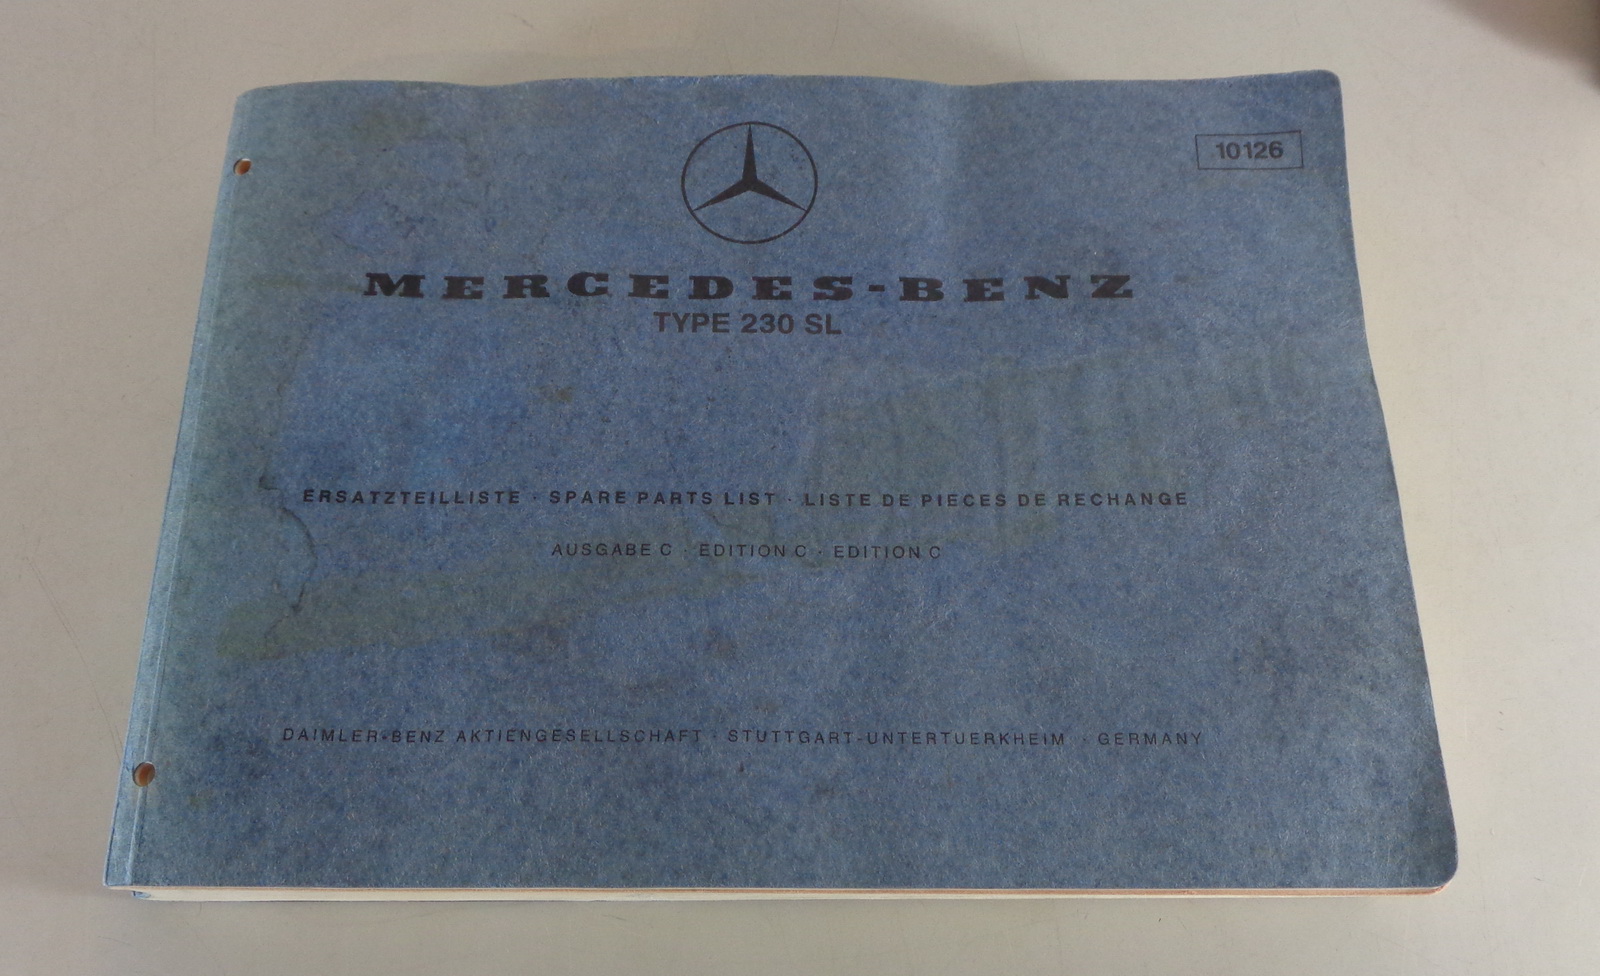 10126
MERCEDES-BENZ
TYPE 230 SL
ERSATZTEILLISTE · SPARE PARTS LIST · LISTE DE PIECES DE RECHANGE
AUSGABE C · EDITION C · EDITION C
DAIMLER-BENZ AKTIENGESELLSCHAFT · STUTTGART-UNTERTUERKHEIM · GERMANY